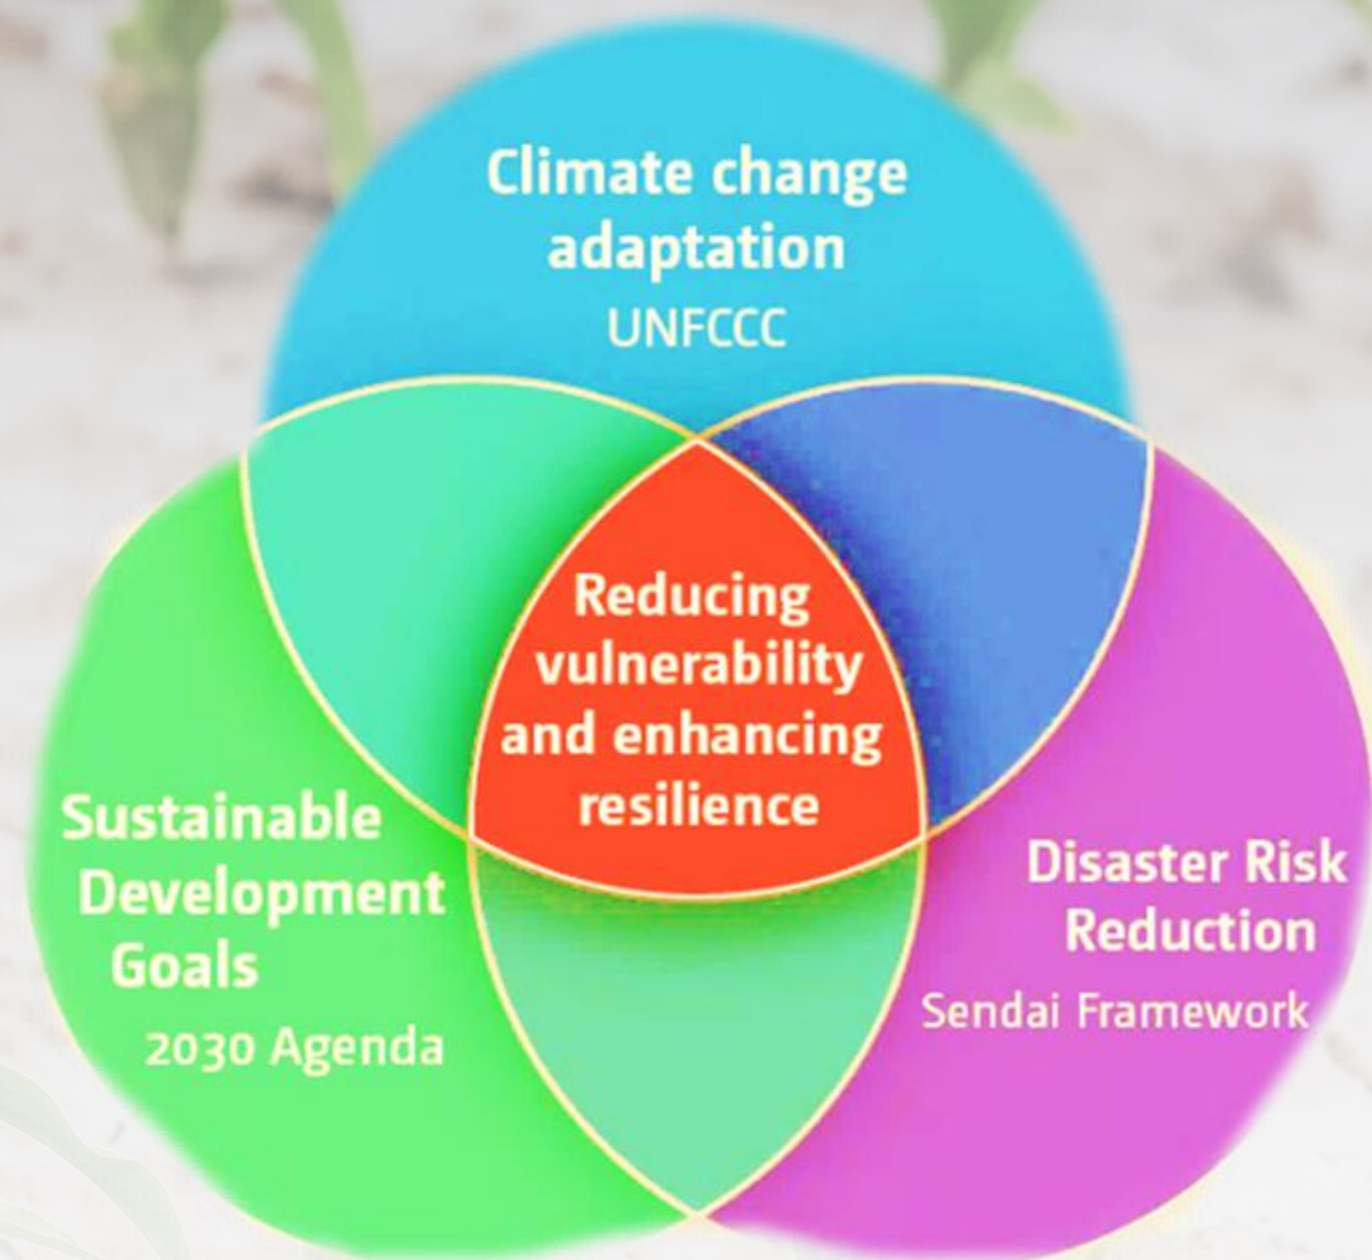 Climate change
adaptation
UNFCCC
Reducing
vulnerability
and enhancing
resilience
Sustainable
Development
Goals
2030 Agenda
Disaster Risk
Reduction
Sendai Framework